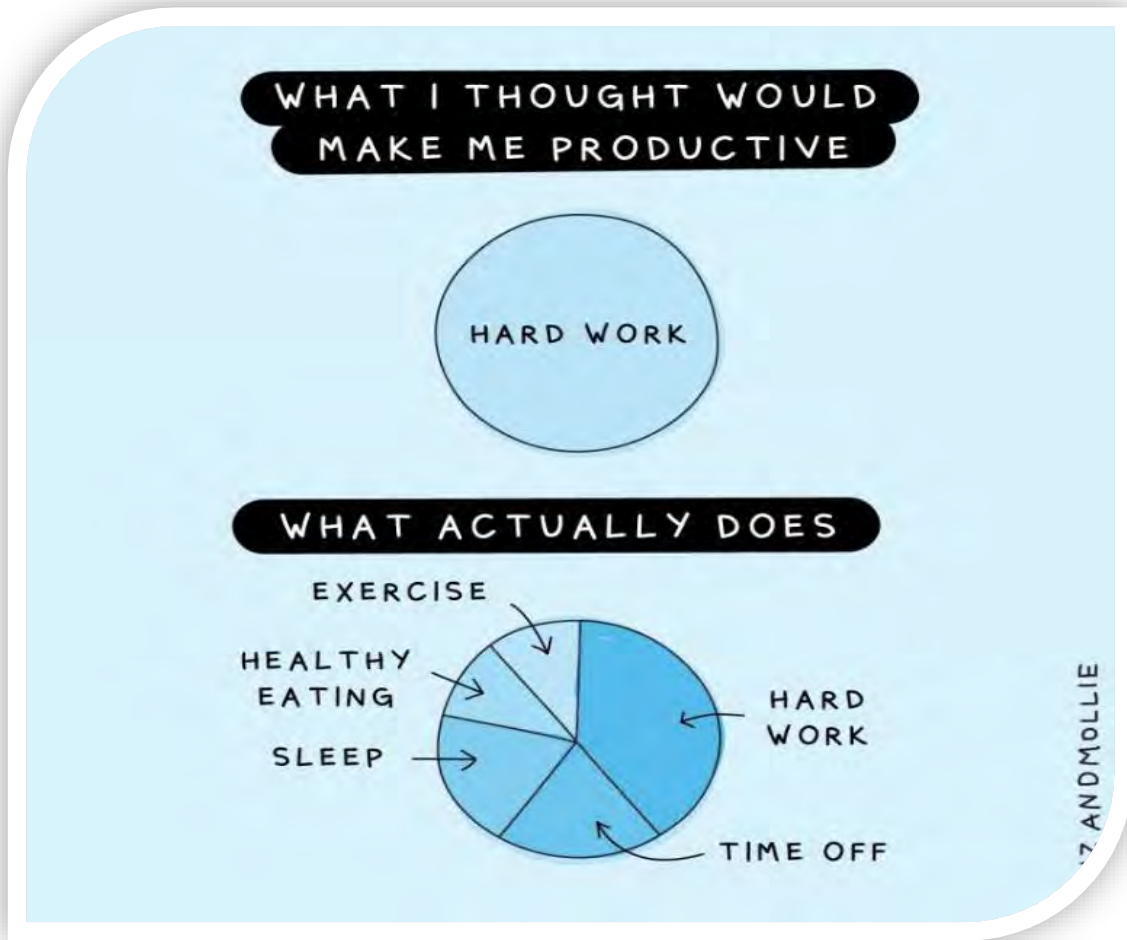 WHAT I THOUGHT WOULD
MAKE ME PRODUCTIVE
HARD WORK
WHAT ACTUALLY DOES
EXERCISE
HEALTHY
EATING
SLEEP
HARD
WORK
TIME OFF
ANDMOLLIE